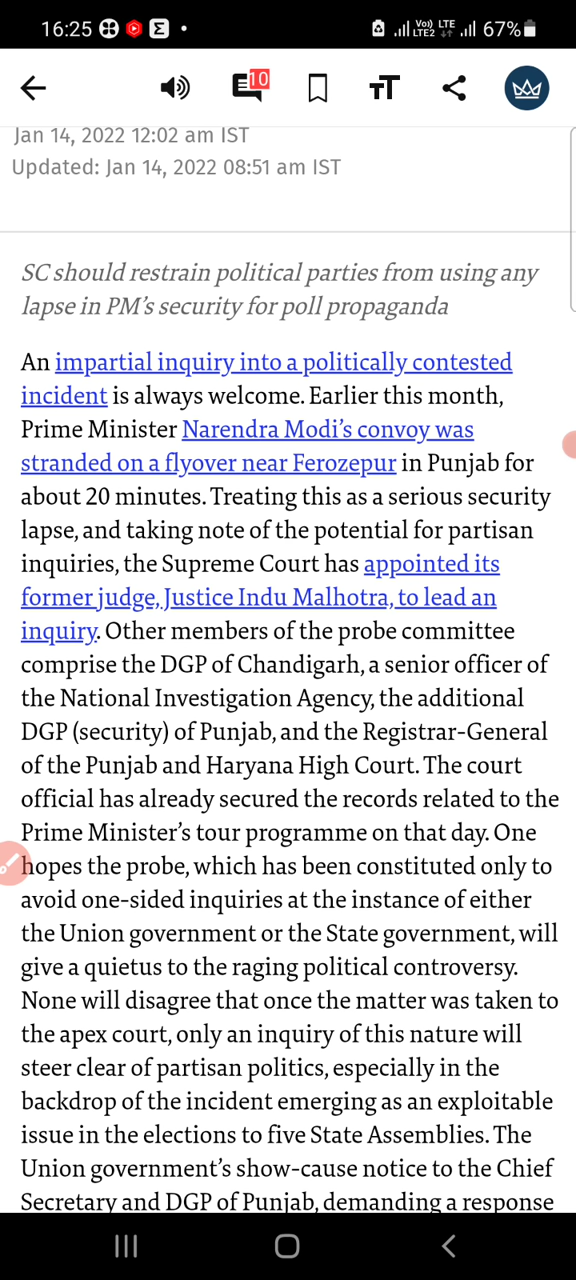 16:25 Vo) LTE LTE2 67%
10
TT
Jan 14, 2022 12:02 am IST
Updated: Jan 14, 2022 08:51 am IST
SC should restrain political parties from using any
lapse in PM’s security for poll propaganda
An impartial inquiry into a politically contested
incident is always welcome. Earlier this month,
Prime Minister Narendra Modi’s convoy was
stranded on a flyover near Ferozepur in Punjab for
about 20 minutes. Treating this as a serious security
lapse, and taking note of the potential for partisan
inquiries, the Supreme Court has appointed its
former judge, Justice Indu Malhotra, to lead an
inquiry. Other members of the probe committee
comprise the DGP of Chandigarh, a senior officer of
the National Investigation Agency, the additional
DGP (security) of Punjab, and the Registrar-General
of the Punjab and Haryana High Court. The court
official has already secured the records related to the
Prime Minister’s tour programme on that day. One
hopes the probe, which has been constituted only to
avoid one-sided inquiries at the instance of either
the Union government or the State government, will
give a quietus to the raging political controversy.
None will disagree that once the matter was taken to
the apex court, only an inquiry of this nature will
steer clear of partisan politics, especially in the
backdrop of the incident emerging as an exploitable
issue in the elections to five State Assemblies. The
Union government’s show-cause notice to the Chief
Secretary and DGP of Punjab, demanding a response